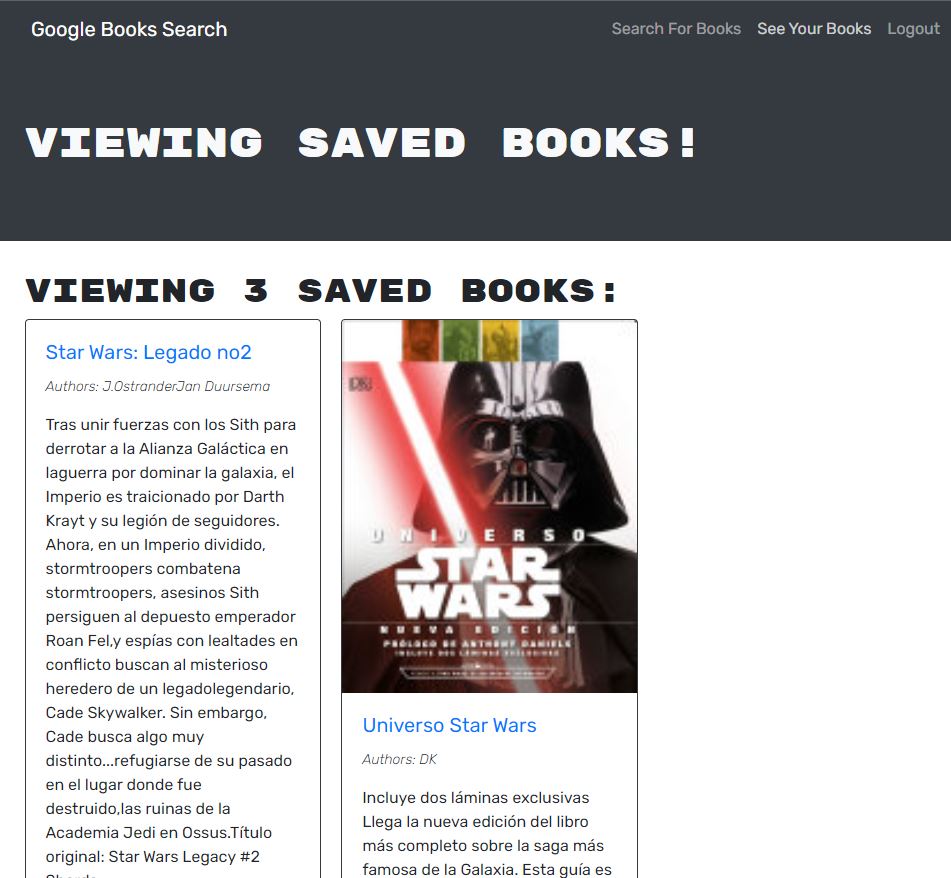 Google Books Search
Search For Books
See Your Books
Logout
VIEWING SAVED BOOKS!
VIEWING 3 SAVED BOOKS:
Star Wars: Legado no2
Authors: J.OstranderJan Duursema
Tras unir fuerzas con los Sith para
derrotar a la Alianza Galáctica en
laguerra por dominar la galaxia, el
Imperio es traicionado por Darth
Krayt y su legión de seguidores.
Ahora, en un Imperio dividido,
stormtroopers combatena
stormtroopers, asesinos Sith
persiguen al depuesto emperador
Roan Fel,y espías con lealtades en
conflicto buscan al misterioso
heredero de un legadolegendario,
Cade Skywalker. Sin embargo,
Cade busca algo muy
distinto...refugiarse de su pasado
en el lugar donde fue
destruido,las ruinas de la
Academia Jedi en Ossus.Título
original: Star Wars Legacy #2
DK
UNIVERSO
STAR
WARS
NUEVA EDICIÓN
PRÓLOGO DE ANTHONY DANIELS
INCLUYE DOS LÁMINAS EXCLUSIVAS
Universo Star Wars
Authors: DK
Incluye dos láminas exclusivas
Llega la nueva edición del libro
más completo sobre la saga más
famosa de la Galaxia. Esta guía es